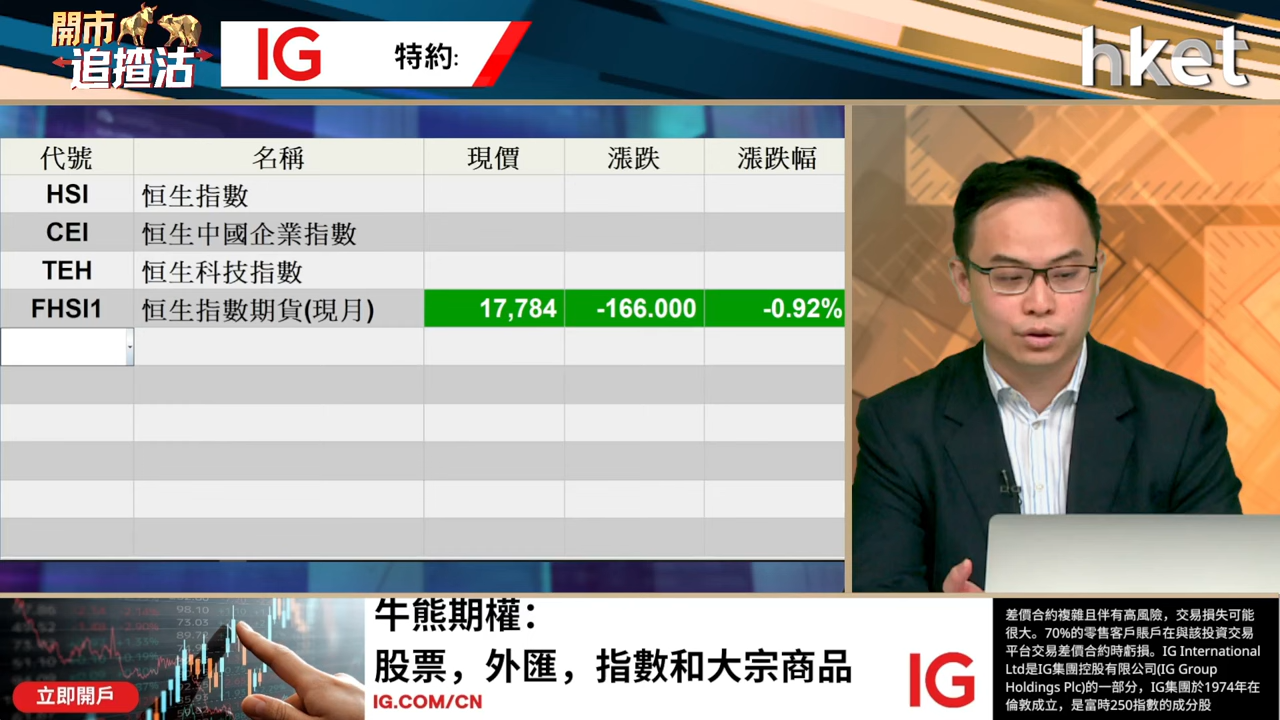 開市
追揸沽
IG
特約:
hket
代號 名稱 現價 漲跌 漲跌幅
HSI 恒生指數
CEI 恒生中國企業指數
TEH 恒生科技指數
FHSI1 恒生指數期貨(現月) 17,784 -166.000 -0.92%
立即開戶
牛熊期權:
股票，外匯，指數和大宗商品
IG.COM/CN
IG
差價合約複雜且伴有高風險，交易損失可能
很大。70%的零售客戶賬戶在與該投資交易
平台交易差價合約時虧損。IG International
Ltd是IG集團控股有限公司(IG Group
Holdings Plc)的一部分，IG集團於1974年在
倫敦成立，是富時250指數的成分股